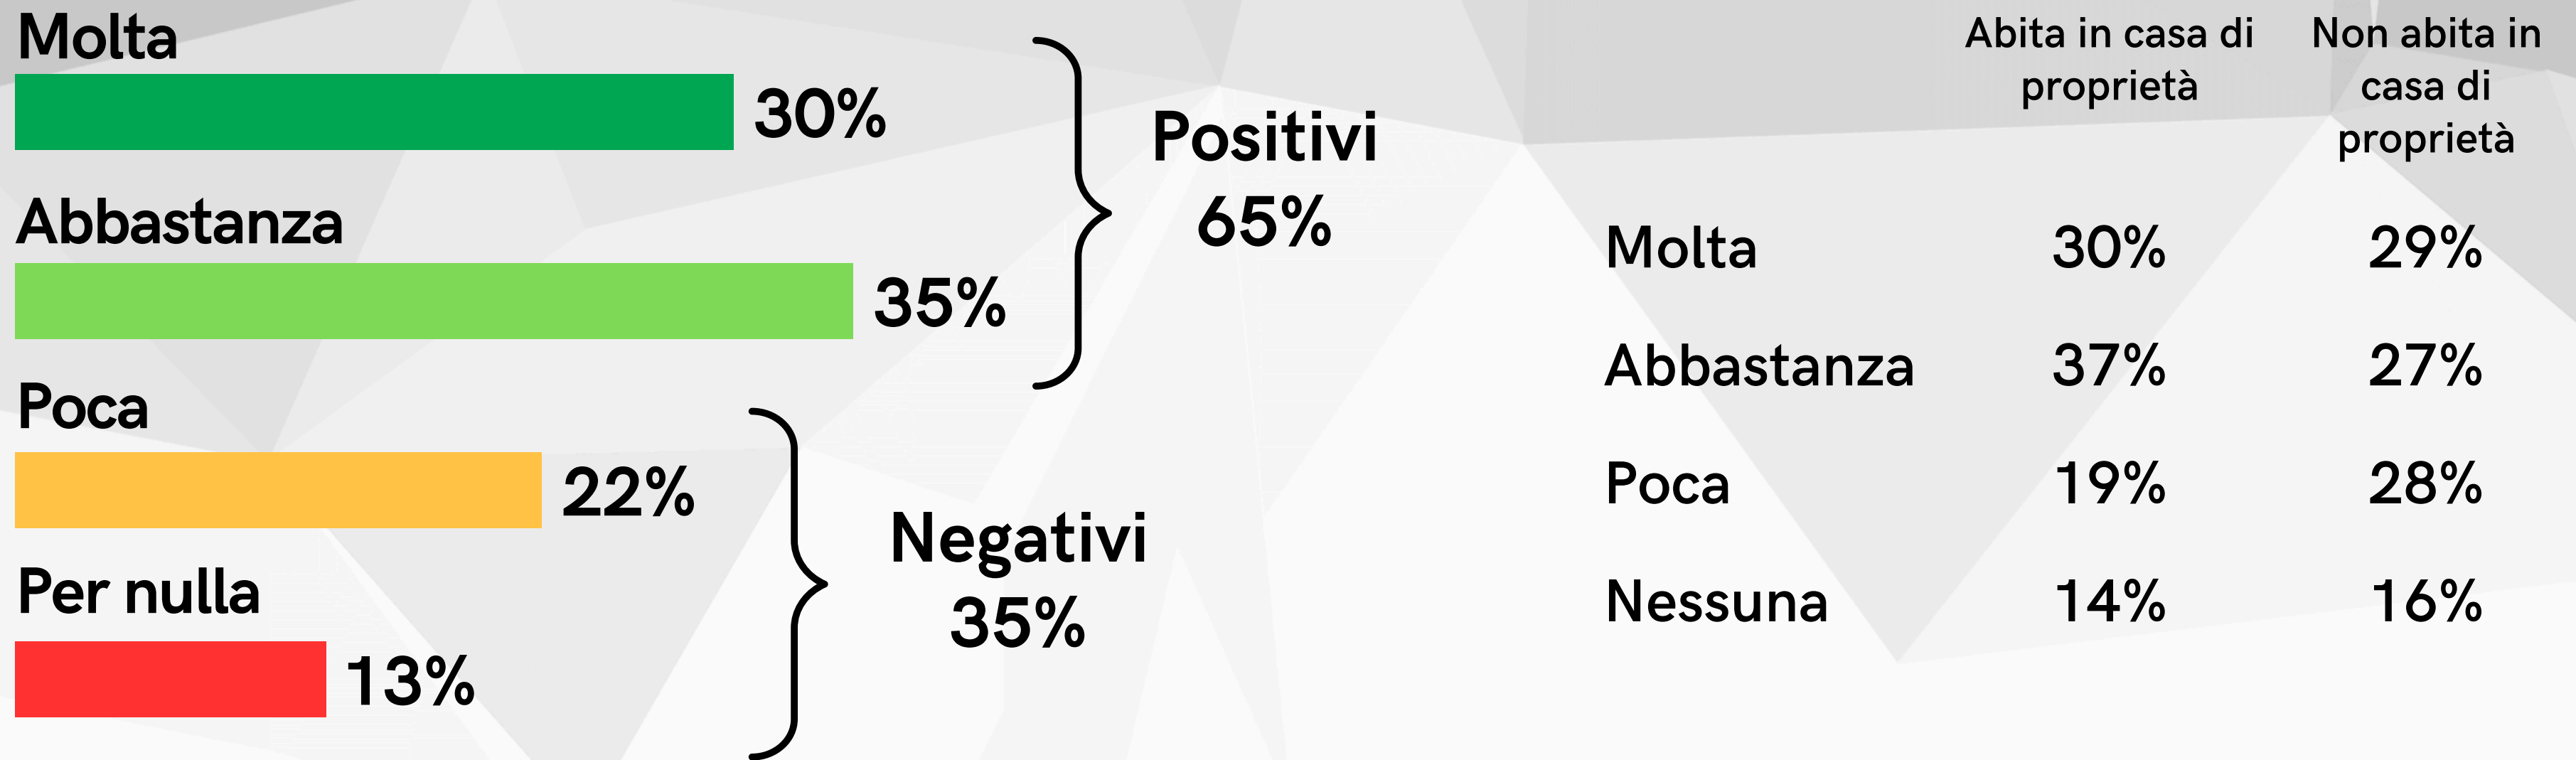 Molta
30%
Abbastanza
35%
Poca
22%
Per nulla
13%
Positivi
65%
Negativi
35%
Abita in casa di
proprietà
Non abita in
casa di
proprietà
Molta 30% 29%
Abbastanza 37% 27%
Poca 19% 28%
Nessuna 14% 16%